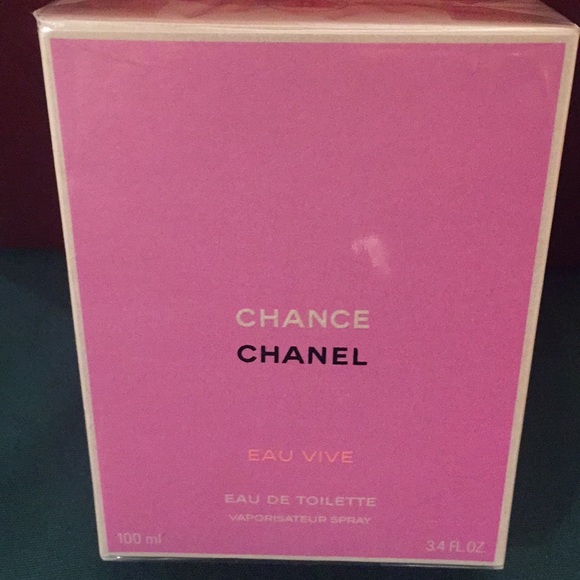 CHANCE
CHANEL
EAU VIVE
EAU DE TOILETTE
VAPORISATEUR SPRAY
100 ml 3.4 FL.OZ.